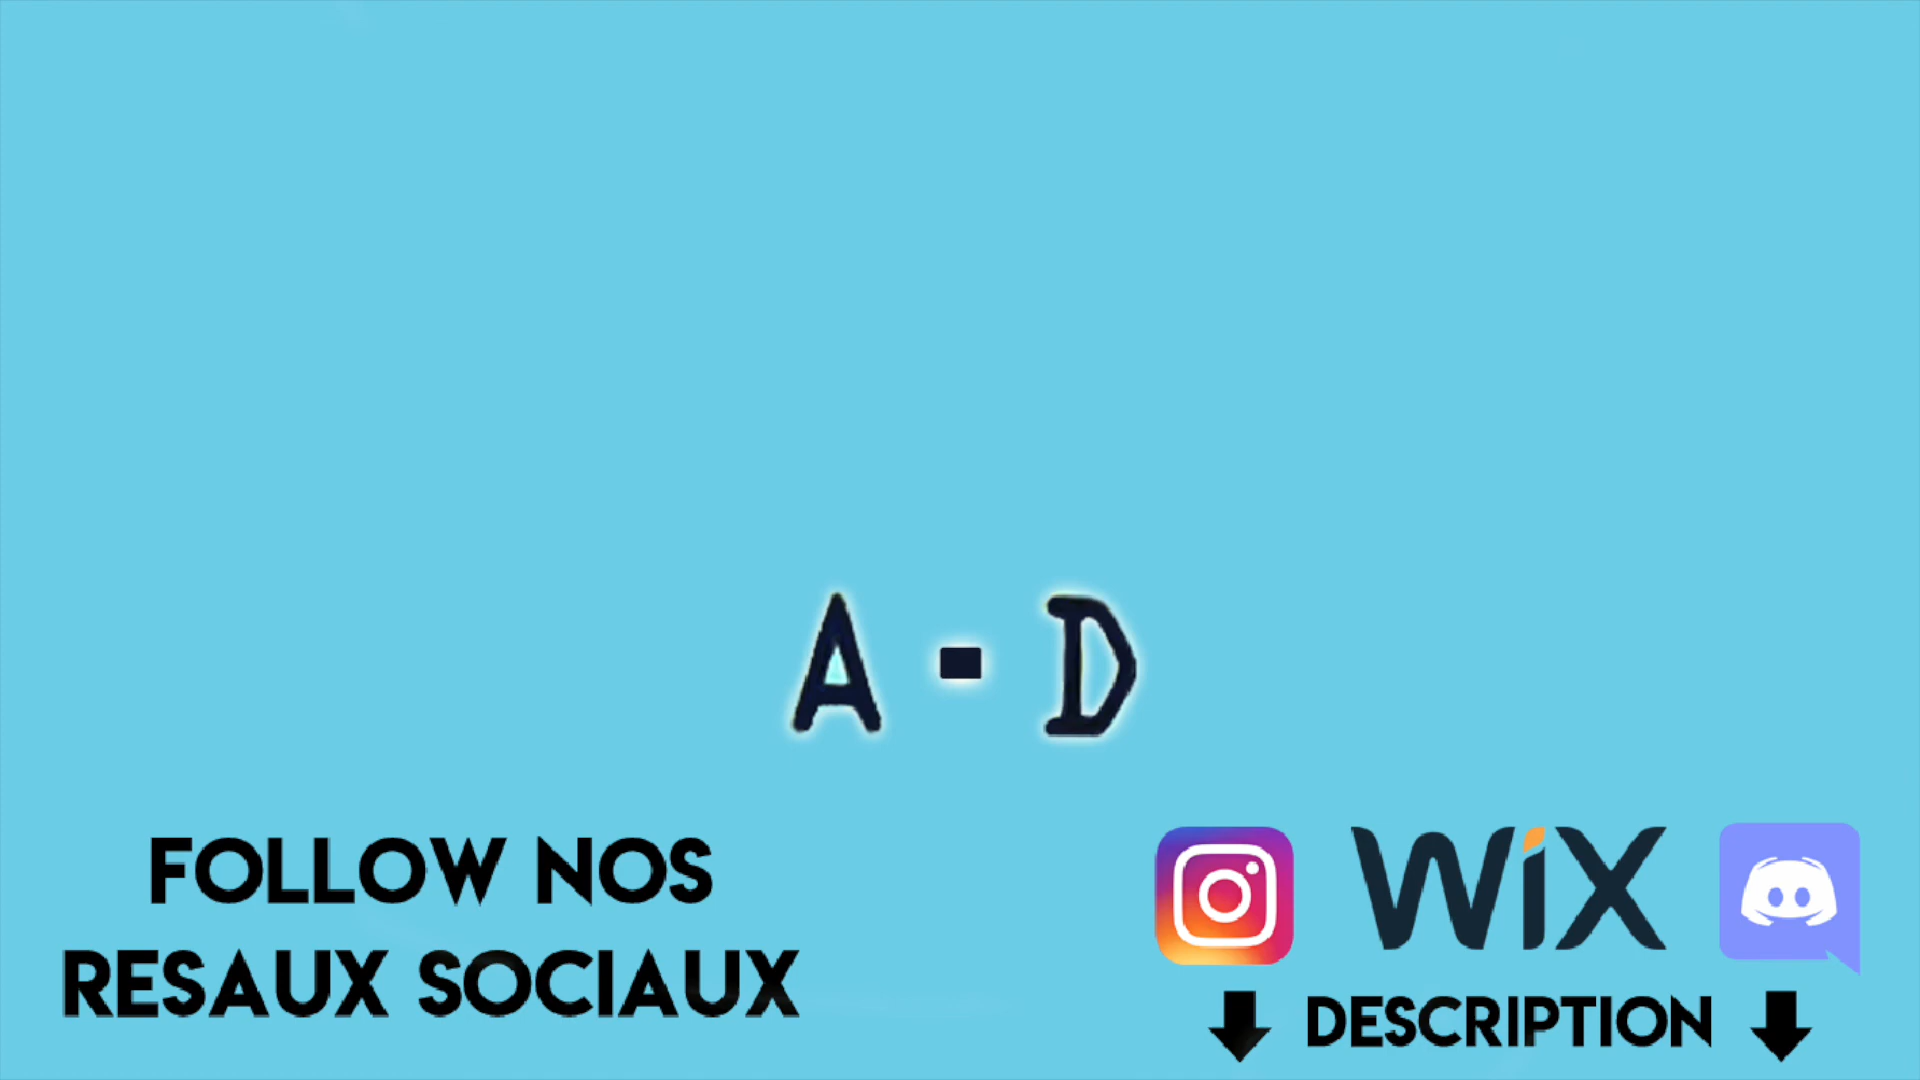 A - D
FOLLOW NOS
RESAUX SOCIAUX
WiX
DESCRIPTION